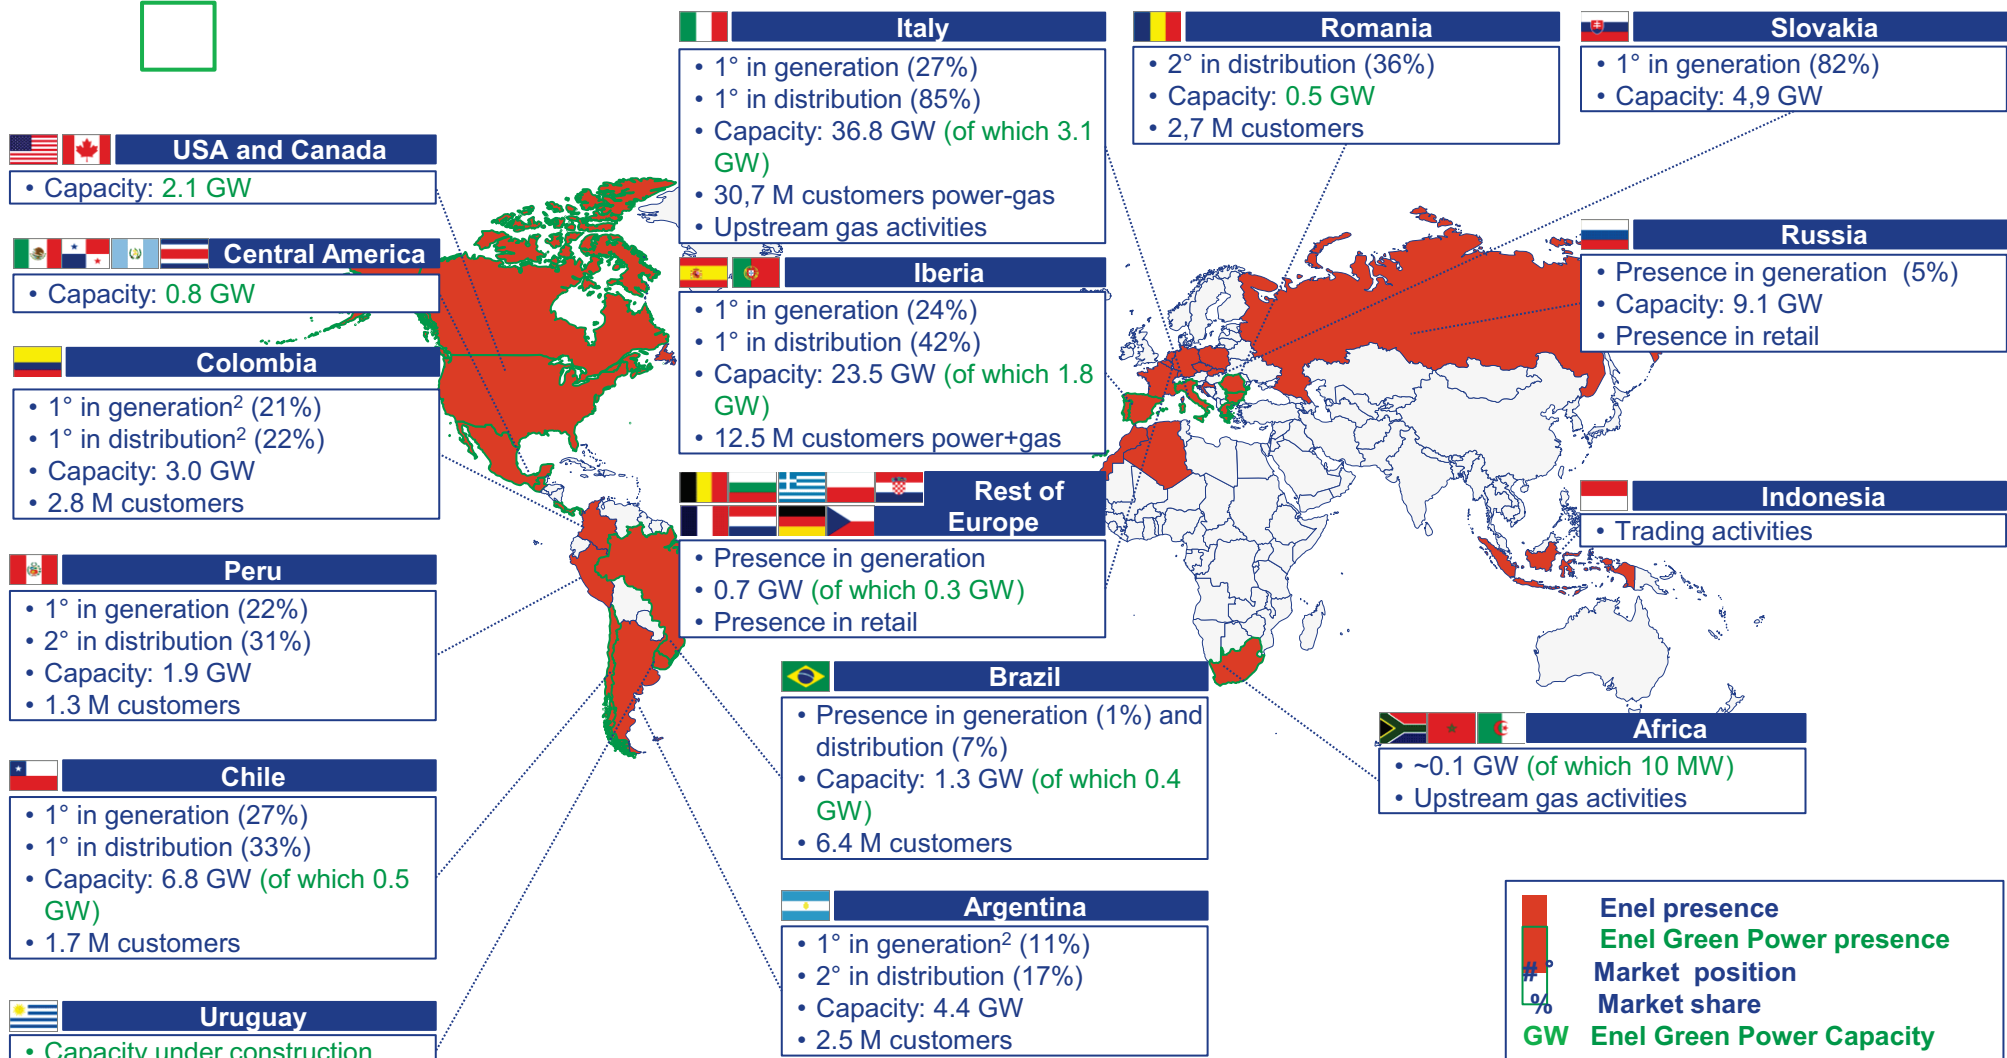 Italy
• 1° in generation (27%)
• 1° in distribution (85%)
• Capacity: 36.8 GW (of which 3.1
GW)
• 30,7 M customers power-gas
• Upstream gas activities
Romania
• 2° in distribution (36%)
• Capacity: 0.5 GW
• 2,7 M customers
Slovakia
• 1° in generation (82%)
• Capacity: 4,9 GW
USA and Canada
• Capacity: 2.1 GW
Central America
• Capacity: 0.8 GW
Iberia
• 1° in generation (24%)
• 1° in distribution (42%)
• Capacity: 23.5 GW (of which 1.8
GW)
• 12.5 M customers power+gas
Russia
• Presence in generation (5%)
• Capacity: 9.1 GW
• Presence in retail
Colombia
• 1° in generation² (21%)
• 1° in distribution² (22%)
• Capacity: 3.0 GW
• 2.8 M customers
Rest of
Europe
• Presence in generation
• 0.7 GW (of which 0.3 GW)
• Presence in retail
Indonesia
• Trading activities
Peru
• 1° in generation (22%)
• 2° in distribution (31%)
• Capacity: 1.9 GW
• 1.3 M customers
Brazil
• Presence in generation (1%) and
distribution (7%)
• Capacity: 1.3 GW (of which 0.4
GW)
• 6.4 M customers
Africa
• ~0.1 GW (of which 10 MW)
• Upstream gas activities
Chile
• 1° in generation (27%)
• 1° in distribution (33%)
• Capacity: 6.8 GW (of which 0.5
GW)
• 1.7 M customers
Argentina
• 1° in generation² (11%)
• 2° in distribution (17%)
• Capacity: 4.4 GW
• 2.5 M customers
Uruguay
• Capacity under construction
Enel presence
Enel Green Power presence
# ° Market position
% Market share
GW Enel Green Power Capacity